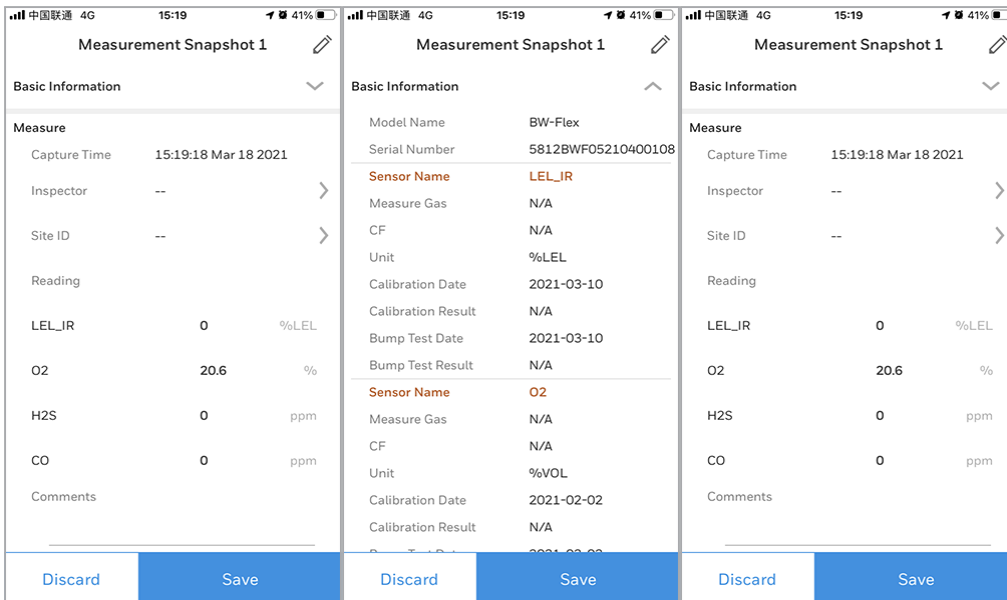 中国联通 4G 15:19 41%
Measurement Snapshot 1
Basic Information
Measure
Capture Time 15:19:18 Mar 18 2021
Inspector --
Site ID --
Reading
LEL_IR 0 %LEL
O2 20.6 %
H2S 0 ppm
CO 0 ppm
Comments
Discard Save
中国联通 4G 15:19 41%
Measurement Snapshot 1
Basic Information
Model Name BW-Flex
Serial Number 5812BWF05210400108
Sensor Name LEL_IR
Measure Gas N/A
CF N/A
Unit %LEL
Calibration Date 2021-03-10
Calibration Result N/A
Bump Test Date 2021-03-10
Bump Test Result N/A
Sensor Name O2
Measure Gas N/A
CF N/A
Unit %VOL
Calibration Date 2021-02-02
Calibration Result N/A
Discard Save
中国联通 4G 15:19 41%
Measurement Snapshot 1
Basic Information
Measure
Capture Time 15:19:18 Mar 18 2021
Inspector --
Site ID --
Reading
LEL_IR 0 %LEL
O2 20.6 %
H2S 0 ppm
CO 0 ppm
Comments
Discard Save